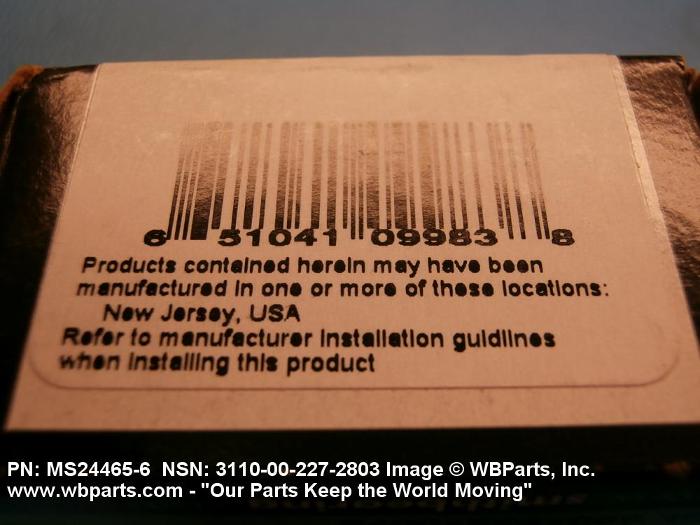 6 51041 09983 8
Products contained herein may have been
manufactured in one or more of these locations:
New Jersey, USA
Refer to manufacturer installation guidlines
when installing this product
PN: MS24465-6 NSN: 3110-00-227-2803 Image © WBParts, Inc.
www.wbparts.com - "Our Parts Keep the World Moving"